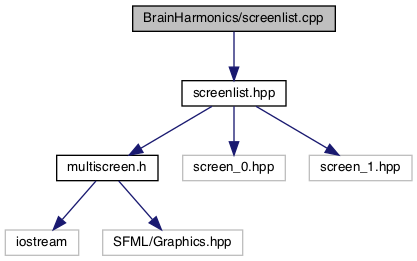 BrainHarmonics/screenlist.cpp
screenlist.hpp
multiscreen.h
screen_0.hpp
screen_1.hpp
iostream
SFML/Graphics.hpp